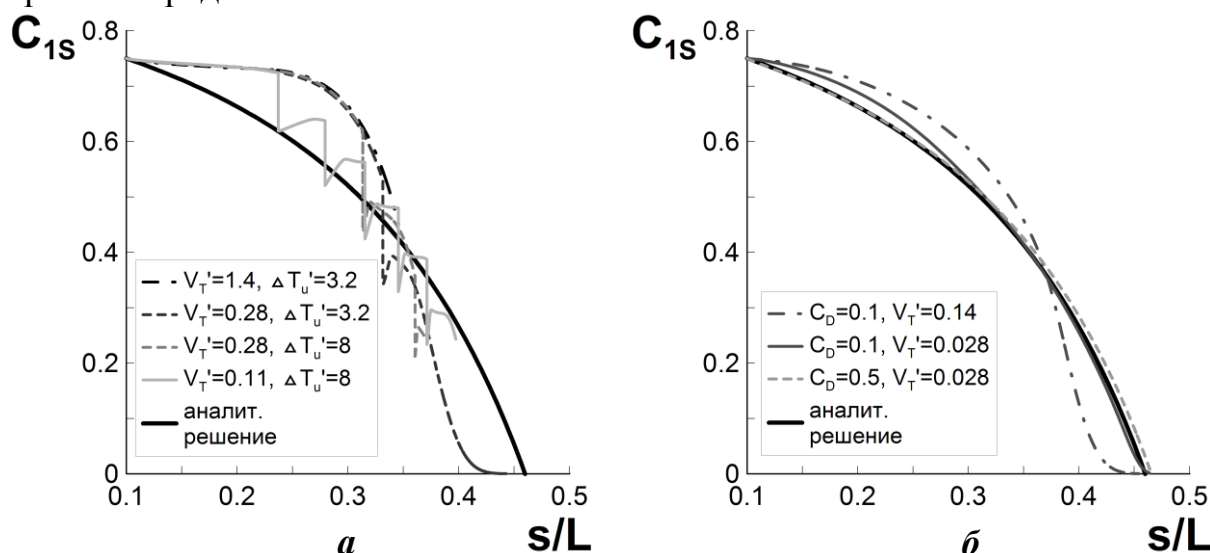 C₁ₛ
0.8
0.6
0.4
0.2
0
V_T'=1.4, ΔT_u'=3.2
V_T'=0.28, ΔT_u'=3.2
V_T'=0.28, ΔT_u'=8
V_T'=0.11, ΔT_u'=8
аналит.
решение
0.1 0.2 0.3 0.4 0.5
а s/L
C₁ₛ
0.8
0.6
0.4
0.2
0
C_D=0.1, V_T'=0.14
C_D=0.1, V_T'=0.028
C_D=0.5, V_T'=0.028
аналит.
решение
0.1 0.2 0.3 0.4 0.5
б s/L